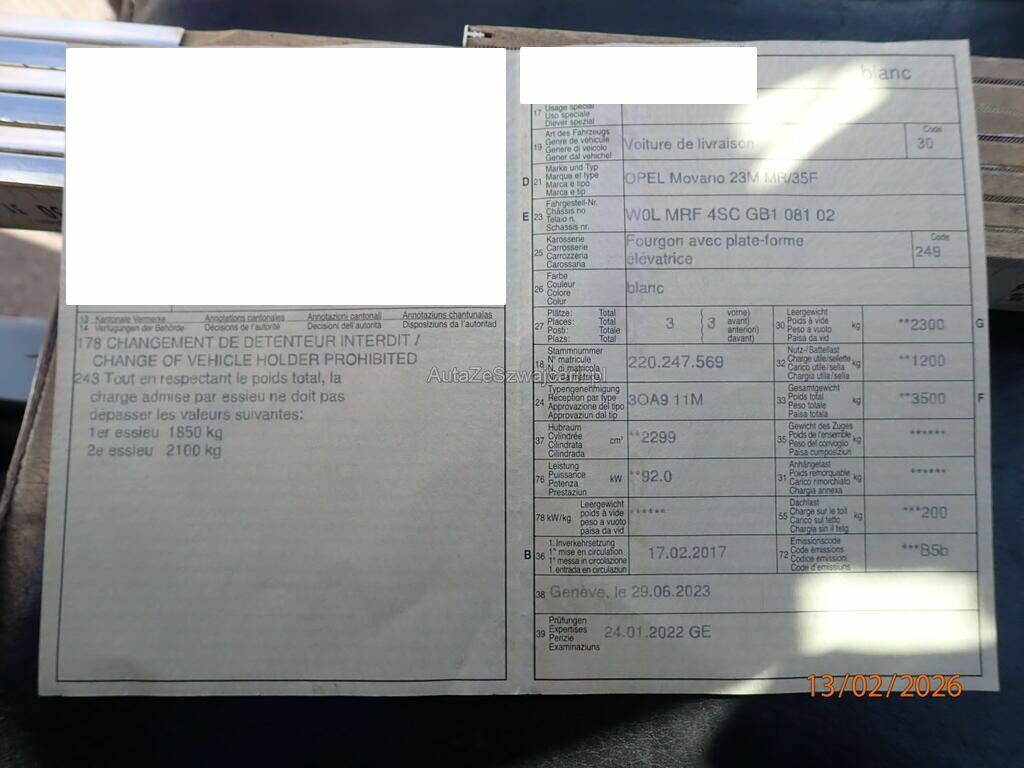 blanc
17 Usage spécial
Uso speciale
Diever spezial
19 Art des Fahrzeugs
Genre de véhicule
Genere di veicolo
Gener dal vehichel
Voiture de livraison
Code
30
D 21 Marke und Typ
Marque et type
Marca e tipo
Marca e tip
OPEL Movano 23M MR/35F
E 23 Fahrgestell-Nr.
Châssis no
Telaio n.
Schassis nr.
W0L MRF 4SC GB1 081 02
25 Karosserie
Carrosserie
Carrozzeria
Carossaria
Fourgon avec plate-forme
élévatrice
Code
249
26 Farbe
Couleur
Colore
Colur
blanc
27 Plätze: Total
Places: Total
Posti: Totale
Plazs: Total
3 3
vorne)
avant)
anteriori)
davant)
30 Leergewicht
Poids à vide
Peso a vuoto
Paisa da vid
kg
**2300
G
18 Stammnummer
N° matricule
N. di matricola
220.247.569
32 Nutz-/Sattellast
Charge utile/sellette
Carico utile/sella
Chargia utila/sella
kg
**1200
24 Typengenehmigung
Réception par type
Approvazione del tipo
Approvaziun dal tip
3OA9 11M
33 Gesamtgewicht
Poids total
Peso totale
Paisa totala
kg
**3500
F
37 Hubraum
Cylindrée
Cilindrata
Cilindrada
cm³
**2299
35 Gewicht des Zuges
Poids de l'ensemble
Peso del convoglio
Paisa cumposiziun
kg
******
76 Leistung
Puissance
Potenza
Prestaziun
kW
**92.0
31 Anhängelast
Poids remorquable
Carico rimorchiato
Chargia annexa
kg
******
78 kW/kg Leergewicht
poids à vide
peso a vuoto
paisa da vid
******
55 Dachlast
Charge sur le toit
Carico sul tetto
Chargia sin il tetg
kg
***200
B 36 1. Inverkehrsetzung
1re mise en circulation
1a messa in circolazione
1. entrada en circulaziun
17.02.2017
72 Emissionscode
Code émissions
Codice emissioni
Code d'emissiuns
***B5b
38 Genève, le 29.06.2023
39 Prüfungen
Expertises
Perizie
Examinaziuns
24.01.2022 GE
13 Kantonale Vermerke Annotations cantonales Annotazioni cantonali Annotaziuns chantunalas
14 Verfügungen der Behörde Décisions de l'autorité Decisioni dell'autorità Disposiziuns da l'autoritad
178 CHANGEMENT DE DETENTEUR INTERDIT /
CHANGE OF VEHICLE HOLDER PROHIBITED
243 Tout en respectant le poids total, la
charge admise par essieu ne doit pas
dépasser les valeurs suivantes:
1er essieu 1850 kg
2e essieu 2100 kg
AutaZeSzwajcarii.pl
13/02/2026